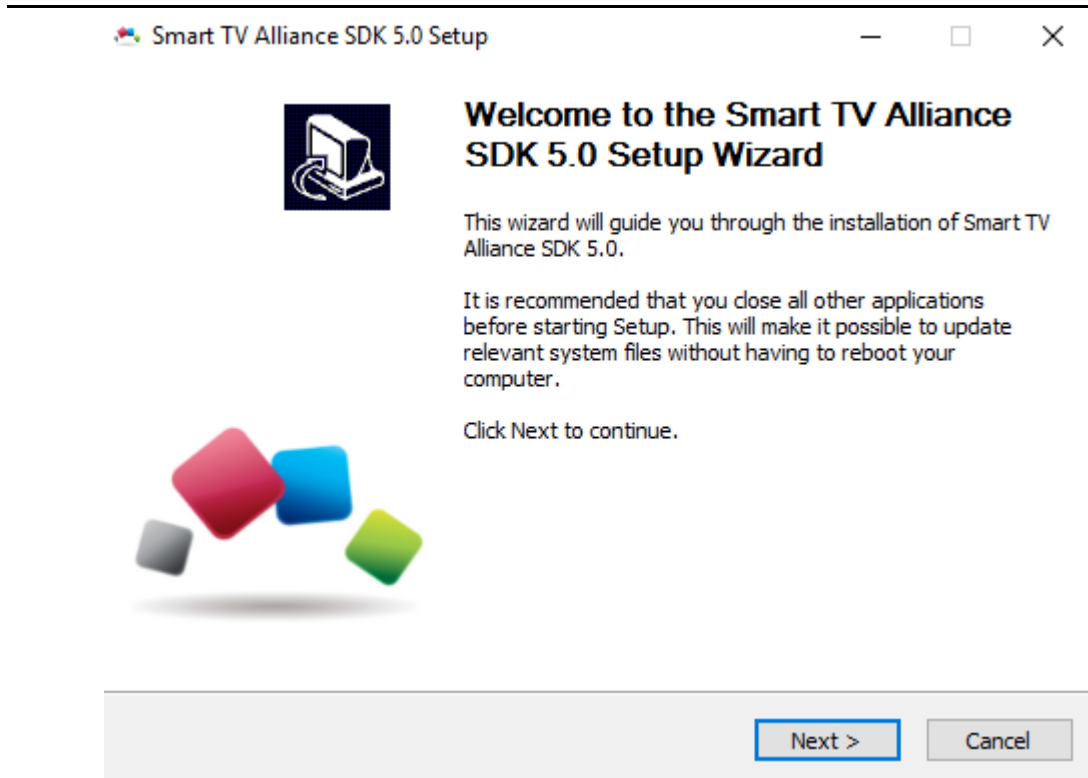 Smart TV Alliance SDK 5.0 Setup
Welcome to the Smart TV Alliance
SDK 5.0 Setup Wizard
This wizard will guide you through the installation of Smart TV
Alliance SDK 5.0.
It is recommended that you close all other applications
before starting Setup. This will make it possible to update
relevant system files without having to reboot your
computer.
Click Next to continue.
Next >
Cancel